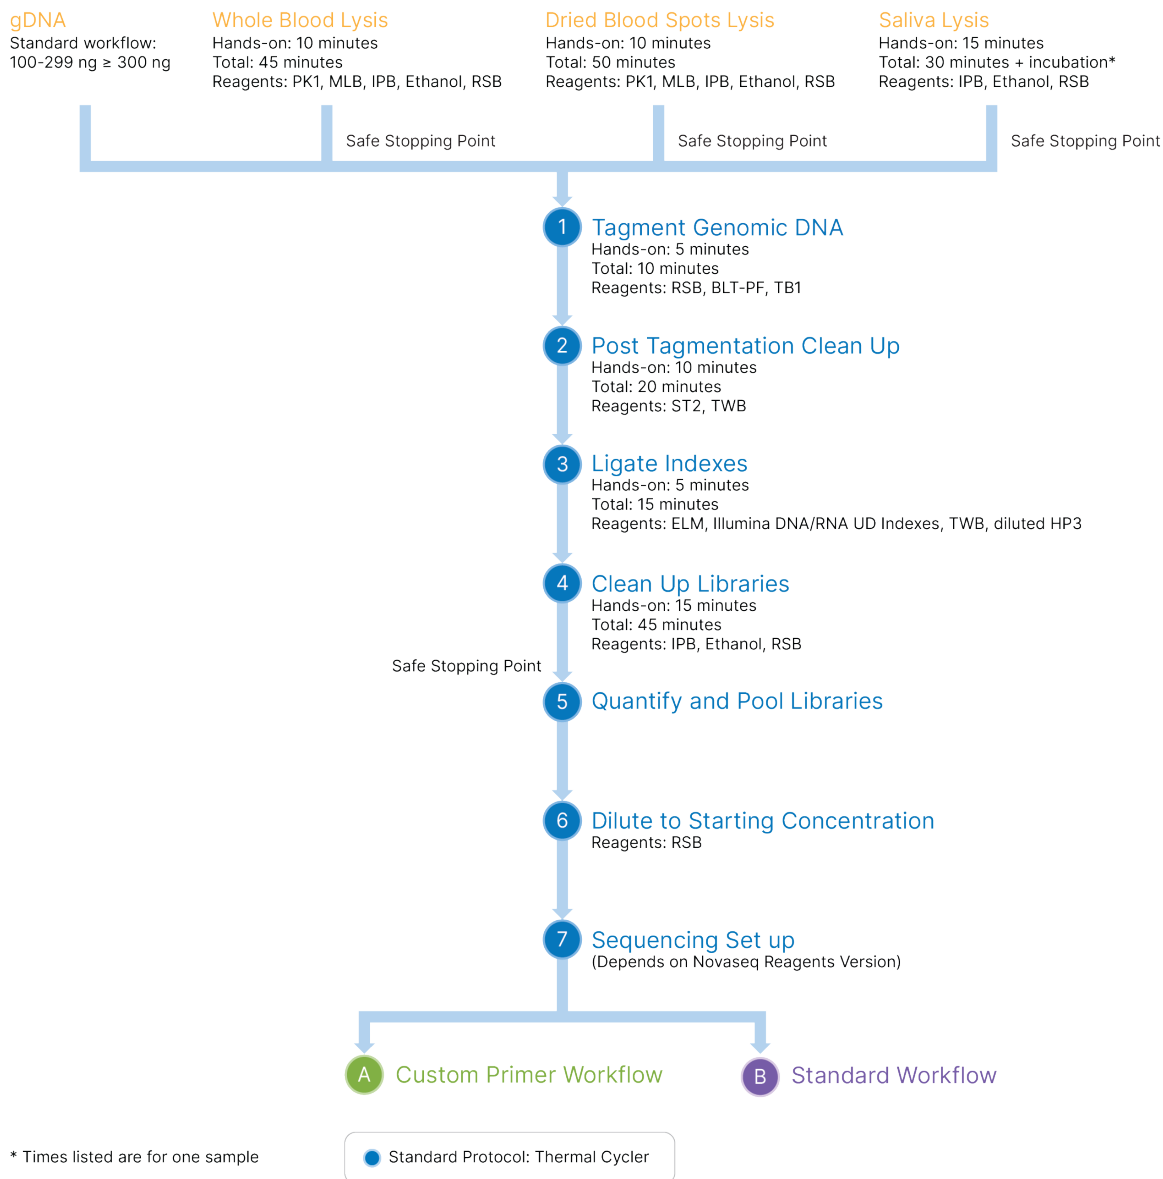 gDNA
Standard workflow:
100-299 ng ≥ 300 ng
Whole Blood Lysis
Hands-on: 10 minutes
Total: 45 minutes
Reagents: PK1, MLB, IPB, Ethanol, RSB
Dried Blood Spots Lysis
Hands-on: 10 minutes
Total: 50 minutes
Reagents: PK1, MLB, IPB, Ethanol, RSB
Saliva Lysis
Hands-on: 15 minutes
Total: 30 minutes + incubation*
Reagents: IPB, Ethanol, RSB
Safe Stopping Point
Safe Stopping Point
Safe Stopping Point
1
Tagment Genomic DNA
Hands-on: 5 minutes
Total: 10 minutes
Reagents: RSB, BLT-PF, TB1
2
Post Tagmentation Clean Up
Hands-on: 10 minutes
Total: 20 minutes
Reagents: ST2, TWB
3
Ligate Indexes
Hands-on: 5 minutes
Total: 15 minutes
Reagents: ELM, Illumina DNA/RNA UD Indexes, TWB, diluted HP3
4
Clean Up Libraries
Hands-on: 15 minutes
Total: 45 minutes
Reagents: IPB, Ethanol, RSB
Safe Stopping Point
5
Quantify and Pool Libraries
6
Dilute to Starting Concentration
Reagents: RSB
7
Sequencing Set up
(Depends on Novaseq Reagents Version)
A
Custom Primer Workflow
B
Standard Workflow
* Times listed are for one sample
Standard Protocol: Thermal Cycler